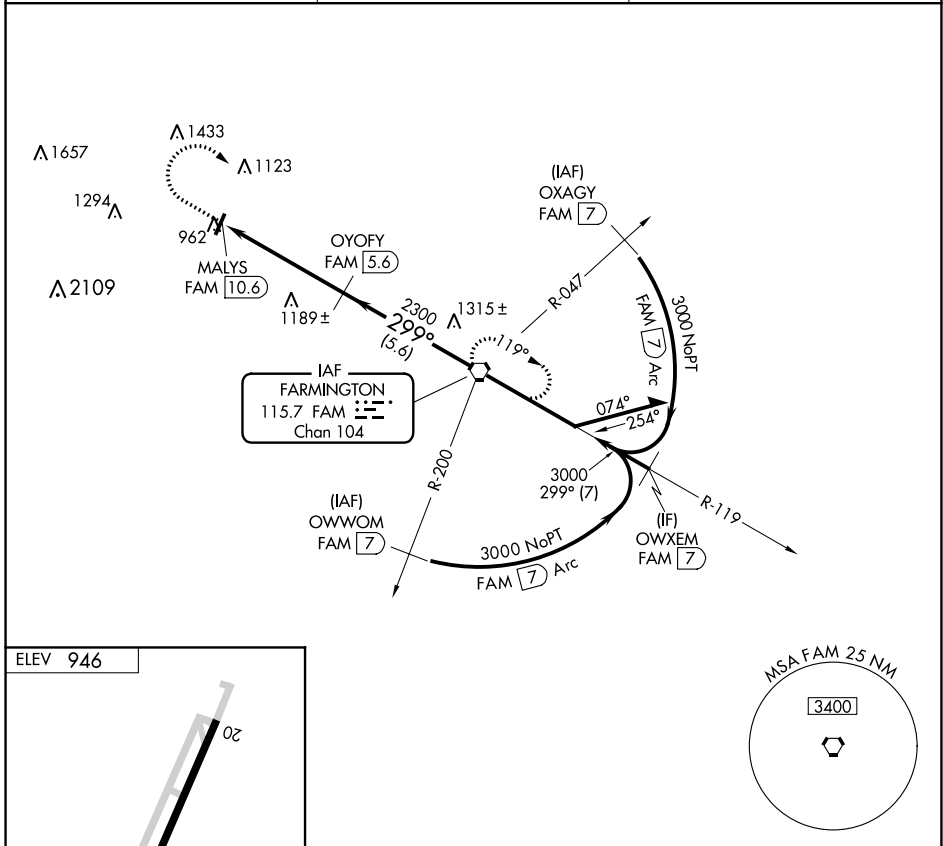 1433
1657
1123
1294
962
(IAF)
OXAGY
FAM 7
OYOFY
FAM 5.6
MALYS
FAM 10.6
2109
1189 ±
1315 ±
2300
299°
(5.6)
119°
R-047
3000 NoPT
FAM 7 Arc
IAF
FARMINGTON
115.7 FAM
Chan 104
074°
254°
R-200
3000
299° (7)
R-119
(IAF)
OWWOM
FAM 7
(IF)
OWXEM
FAM 7
3000 NoPT
FAM 7 Arc
ELEV 946
20
MSA FAM 25 NM
3400